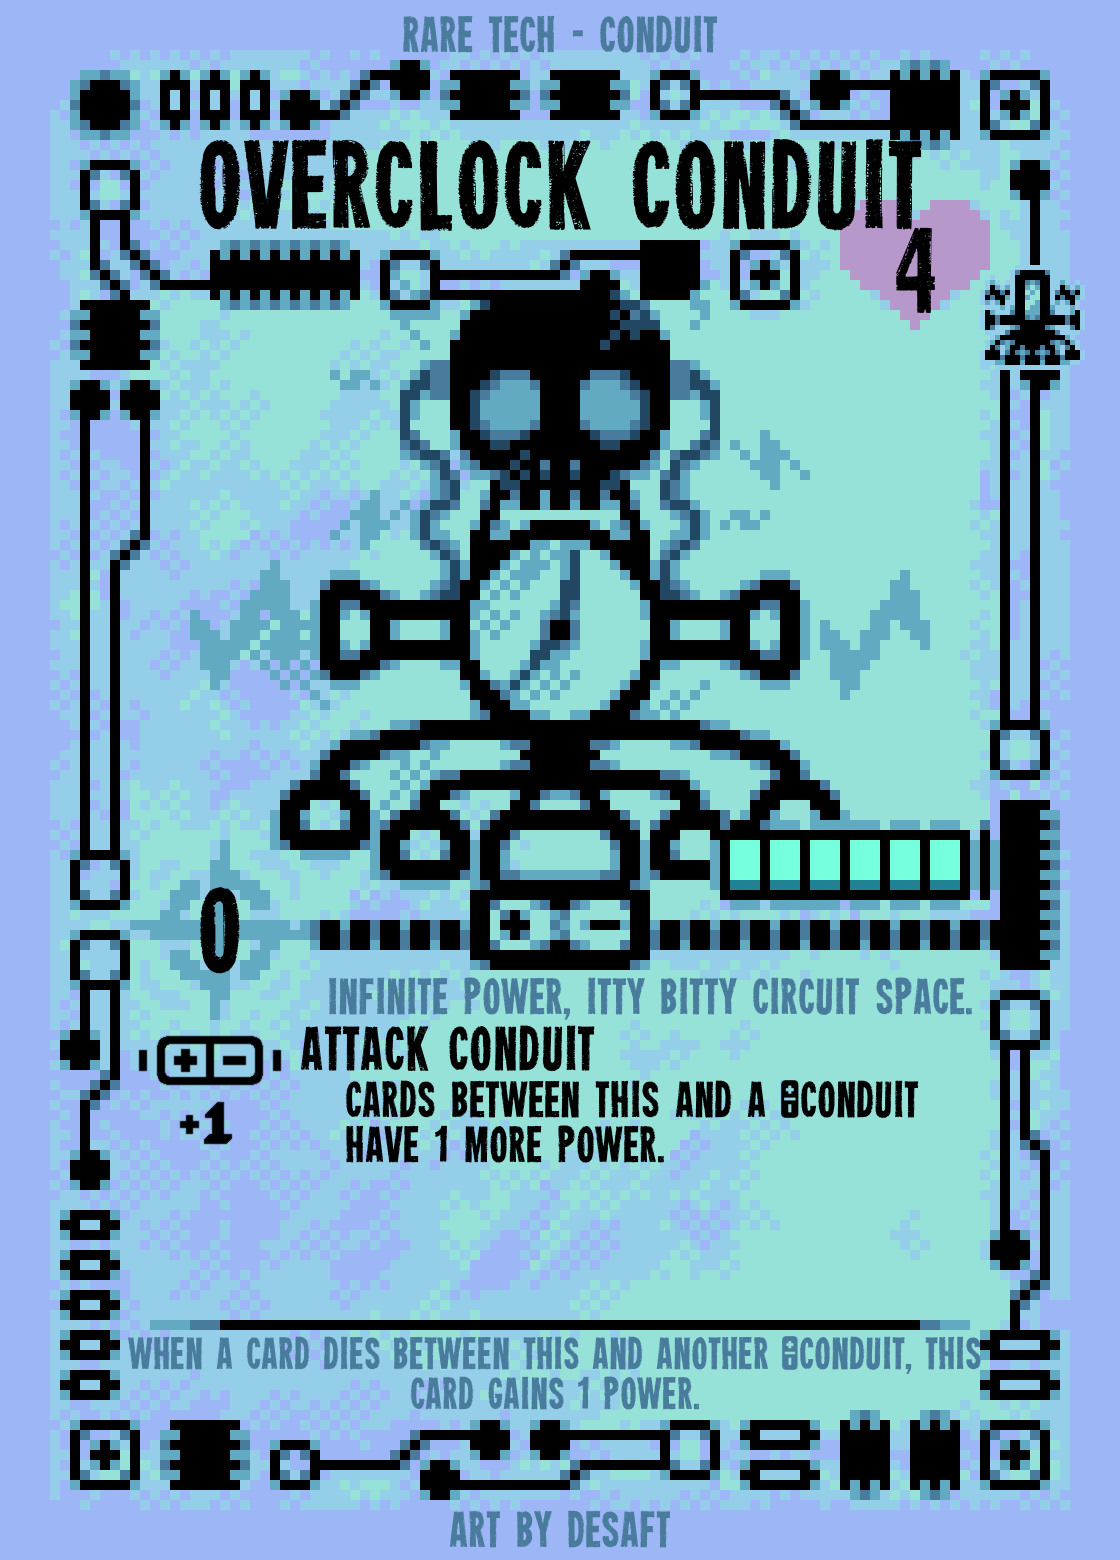 RARE TECH - CONDUIT
OVERCLOCK CONDUIT
4
0
INFINITE POWER, ITTY BITTY CIRCUIT SPACE.
ATTACK CONDUIT
+1
CARDS BETWEEN THIS AND A CONDUIT
HAVE 1 MORE POWER.
WHEN A CARD DIES BETWEEN THIS AND ANOTHER CONDUIT, THIS
CARD GAINS 1 POWER.
ART BY DESAFT